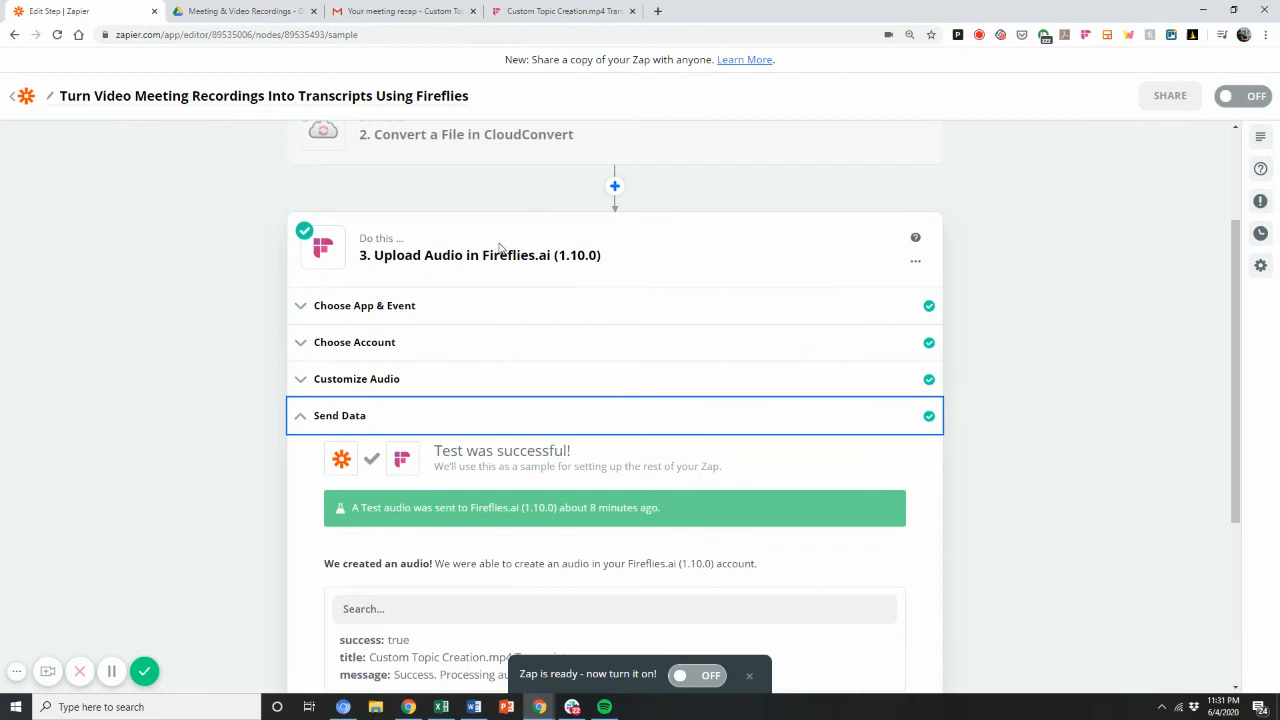 Edit Step | Zapier
Meeting & Video Recordings - G
Your meeting recap - Custom To
Custom Topic Creation.mp4 Tran
zapier.com/app/editor/89535006/nodes/89535493/sample
New: Share a copy of your Zap with anyone. Learn More.
Turn Video Meeting Recordings Into Transcripts Using Fireflies
SHARE
OFF
2. Convert a File in CloudConvert
Do this ...
3. Upload Audio in Fireflies.ai (1.10.0)
Choose App & Event
Choose Account
Customize Audio
Send Data
Test was successful!
We'll use this as a sample for setting up the rest of your Zap.
A Test audio was sent to Fireflies.ai (1.10.0) about 8 minutes ago.
We created an audio! We were able to create an audio in your Fireflies.ai (1.10.0) account.
Search...
success: true
title: Custom Topic Creation.mp4
message: Success. Processing
Zap is ready - now turn it on!
OFF
Type here to search
11:31 PM
6/4/2020